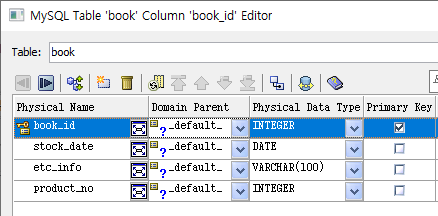 MySQL Table 'book' Column 'book_id' Editor
Table: book
Physical Name Domain Parent Physical Data Type Primary Key
book_id _default_ INTEGER
stock_date _default_ DATE
etc_info _default_ VARCHAR(100)
product_no _default_ INTEGER